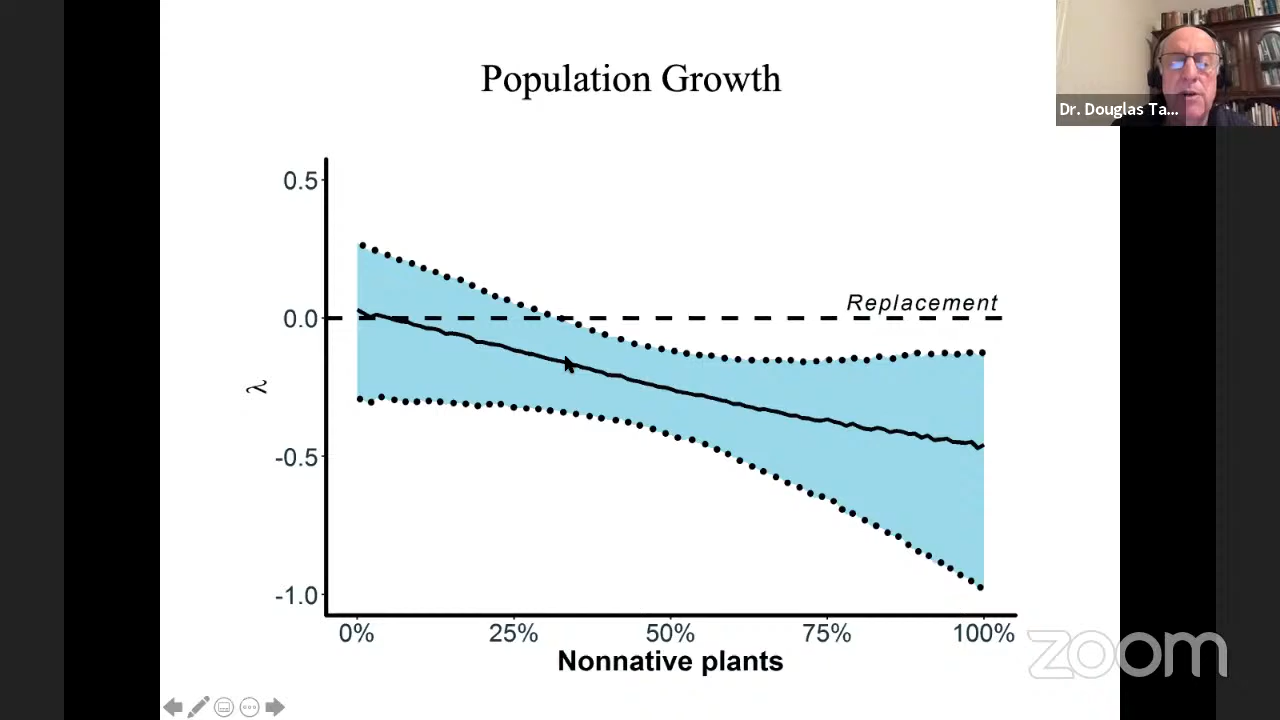 Population Growth
Dr. Douglas Ta...
0.5
Replacement
0.0
λ
-0.5
-1.0
0% 25% 50% 75% 100%
Nonnative plants
zoom